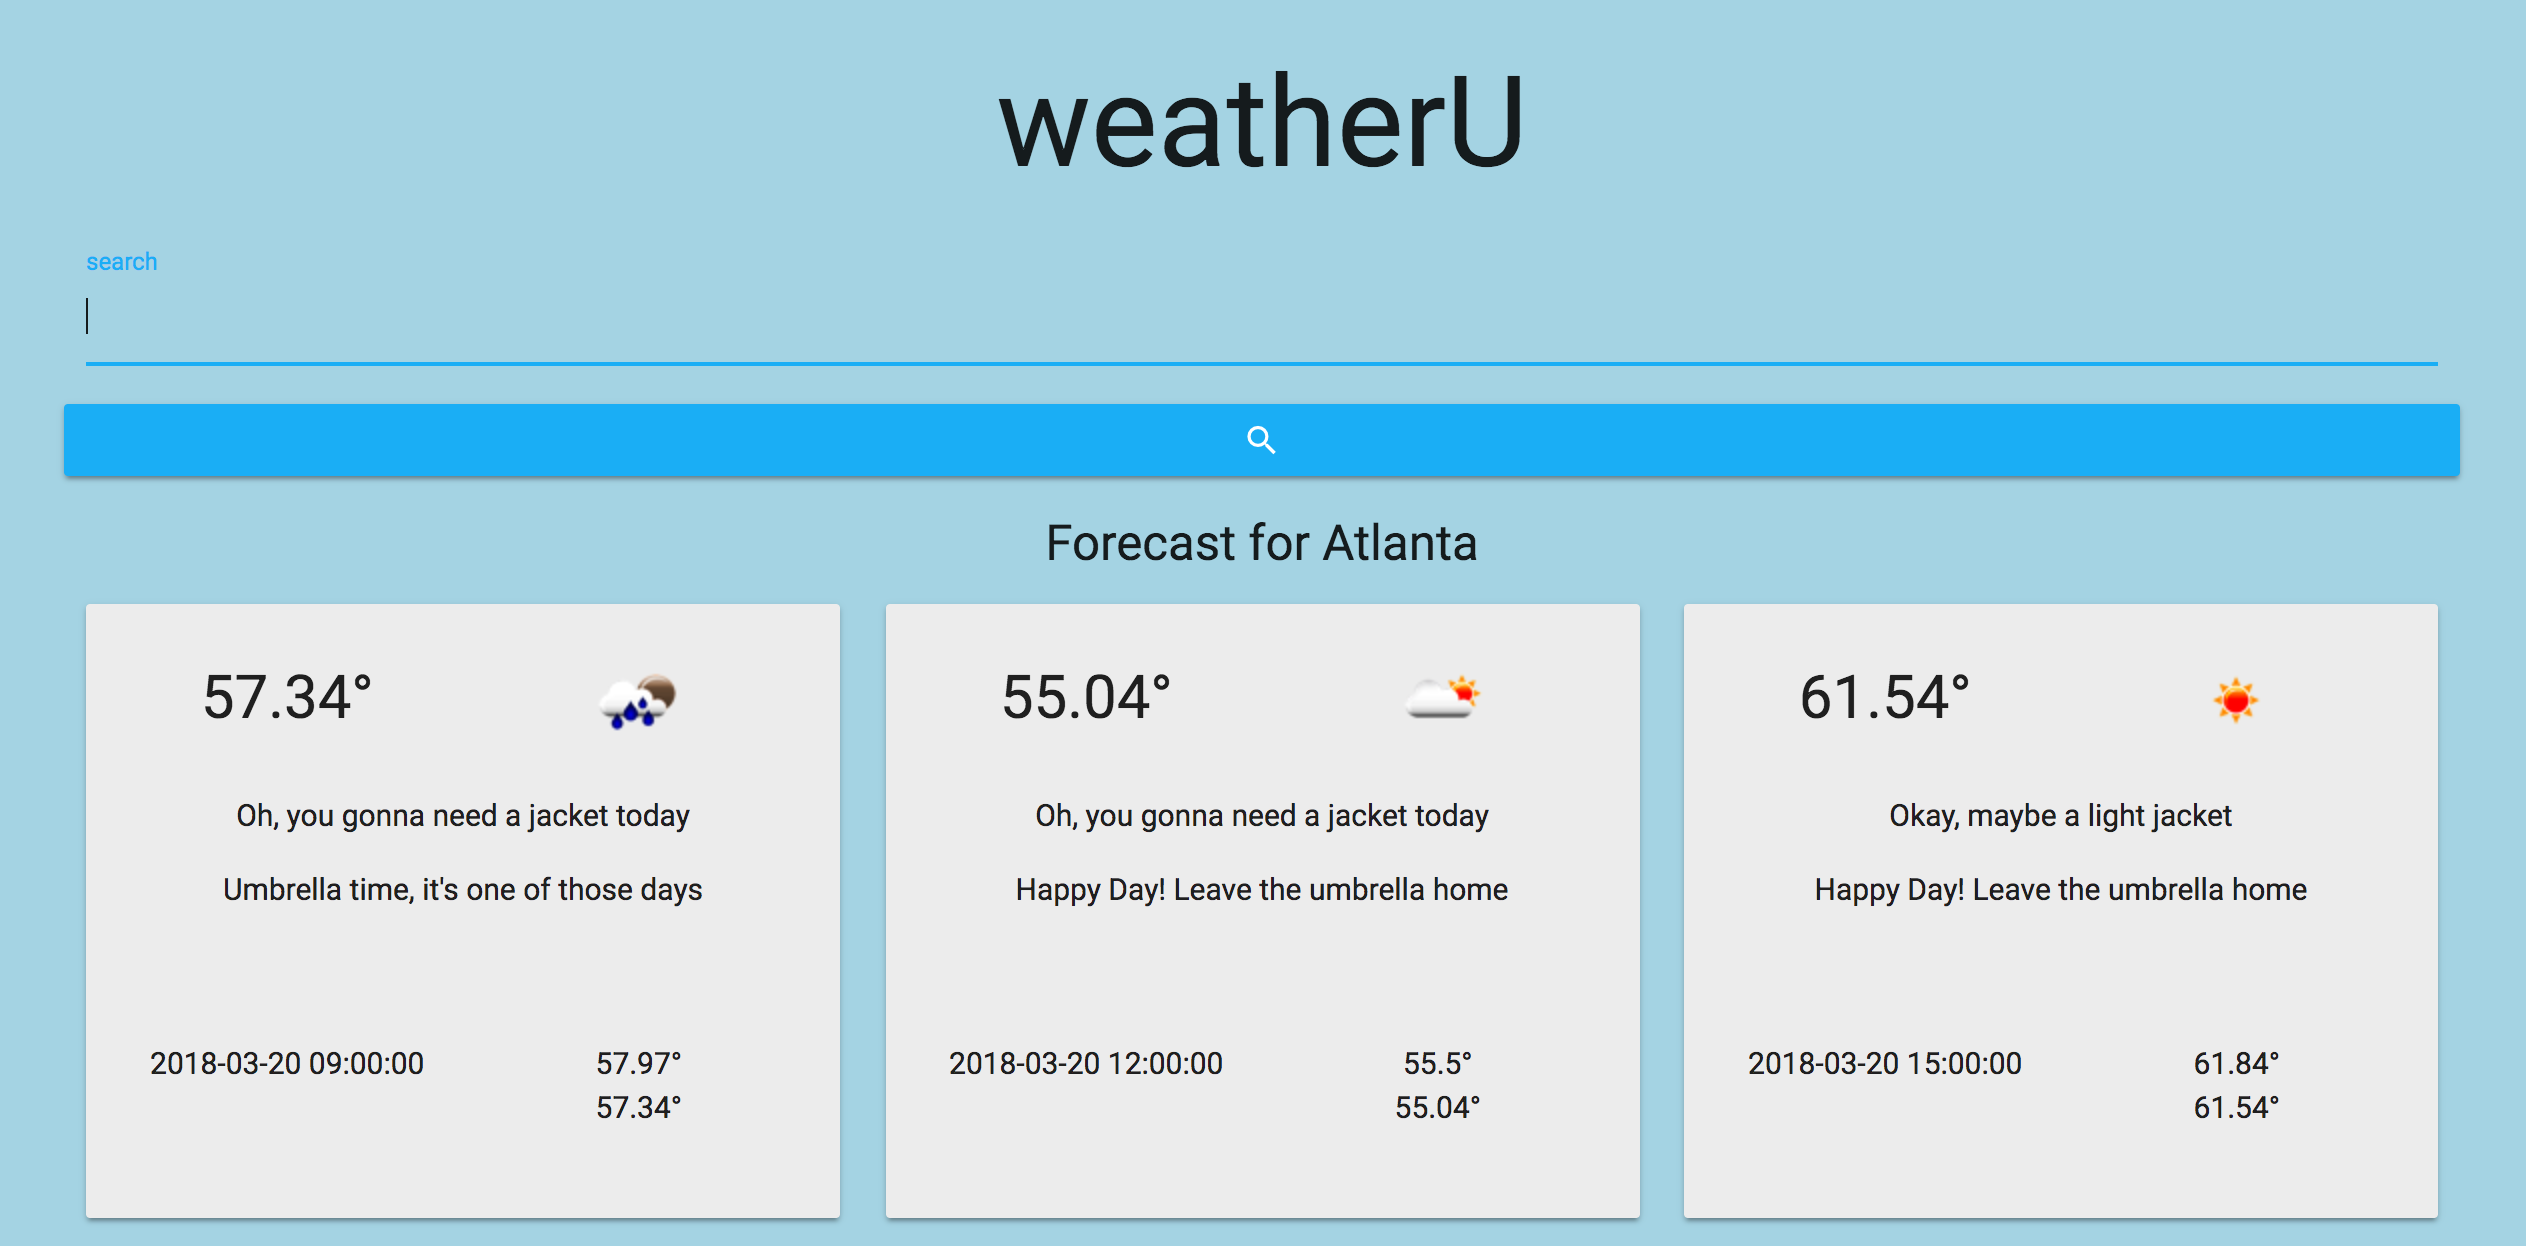 weatherU
search
Forecast for Atlanta
57.34°
Oh, you gonna need a jacket today
Umbrella time, it's one of those days
2018-03-20 09:00:00 57.97°
57.34°
55.04°
Oh, you gonna need a jacket today
Happy Day! Leave the umbrella home
2018-03-20 12:00:00 55.5°
55.04°
61.54°
Okay, maybe a light jacket
Happy Day! Leave the umbrella home
2018-03-20 15:00:00 61.84°
61.54°